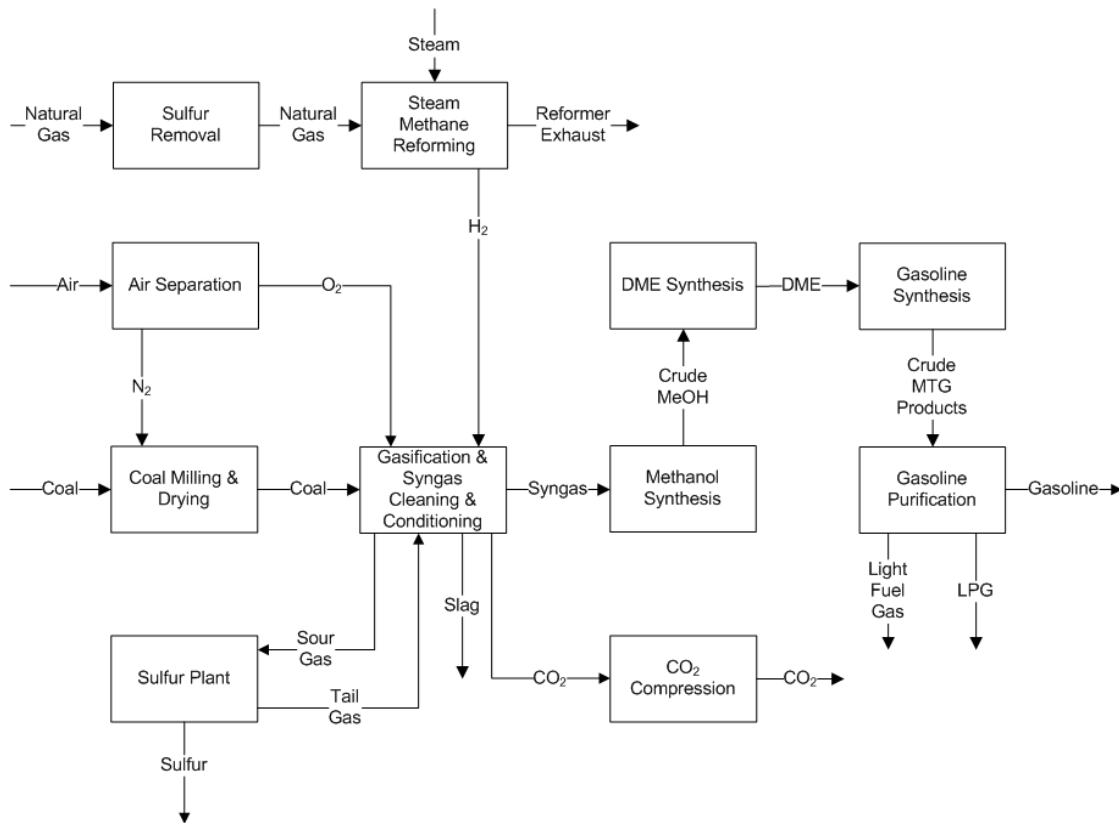 Steam
Natural
Gas
Sulfur
Removal
Natural
Gas
Steam
Methane
Reforming
Reformer
Exhaust
H₂
Air
Air Separation
O₂
DME Synthesis
DME
Gasoline
Synthesis
N₂
Crude
MeOH
Crude
MTG
Products
Coal
Coal Milling &
Drying
Coal
Gasification &
Syngas
Cleaning &
Conditioning
Syngas
Methanol
Synthesis
Gasoline
Purification
Gasoline
Light
Fuel
Gas
LPG
Slag
Sour
Gas
Sulfur Plant
Tail
Gas
CO₂
CO₂
Compression
CO₂
Sulfur